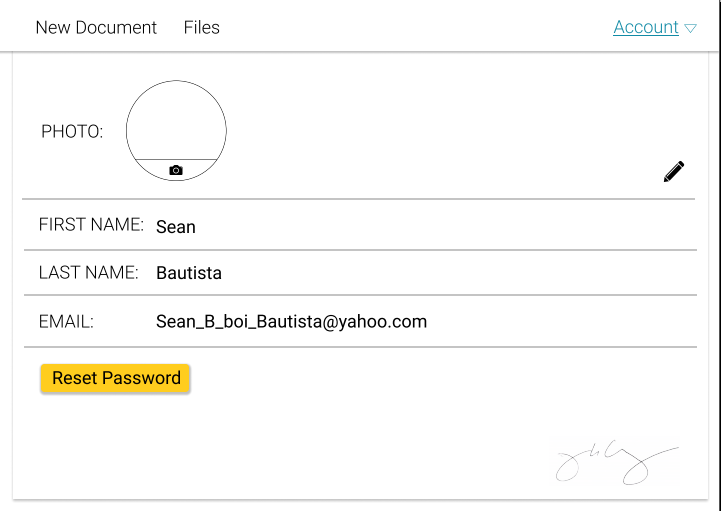 New Document Files Account
PHOTO:
FIRST NAME: Sean
LAST NAME: Bautista
EMAIL: Sean_B_boi_Bautista@yahoo.com
Reset Password